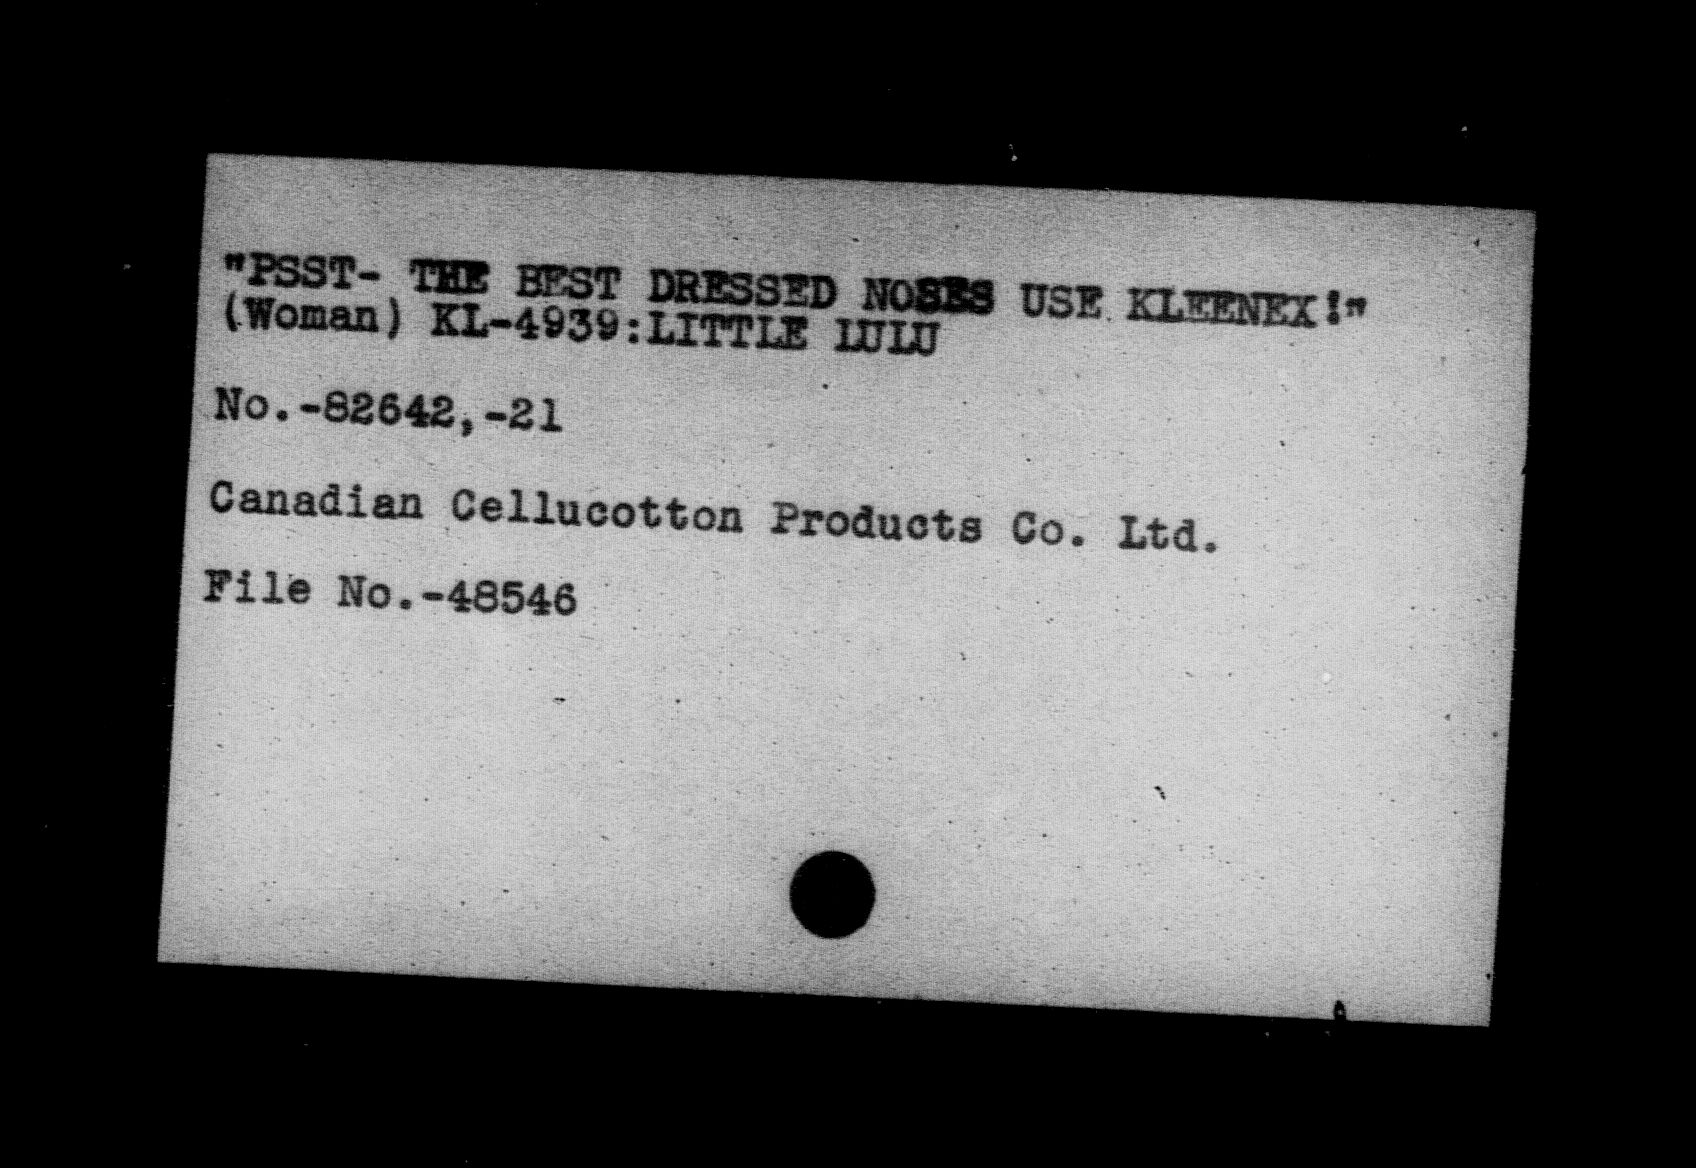 "PSST- THE BEST DRESSED NOSES USE KLEENEX!"
(Woman) KL-4939:LITTLE LULU
No.-82642,-21
Canadian Cellucotton Products Co. Ltd.
File No.-48546